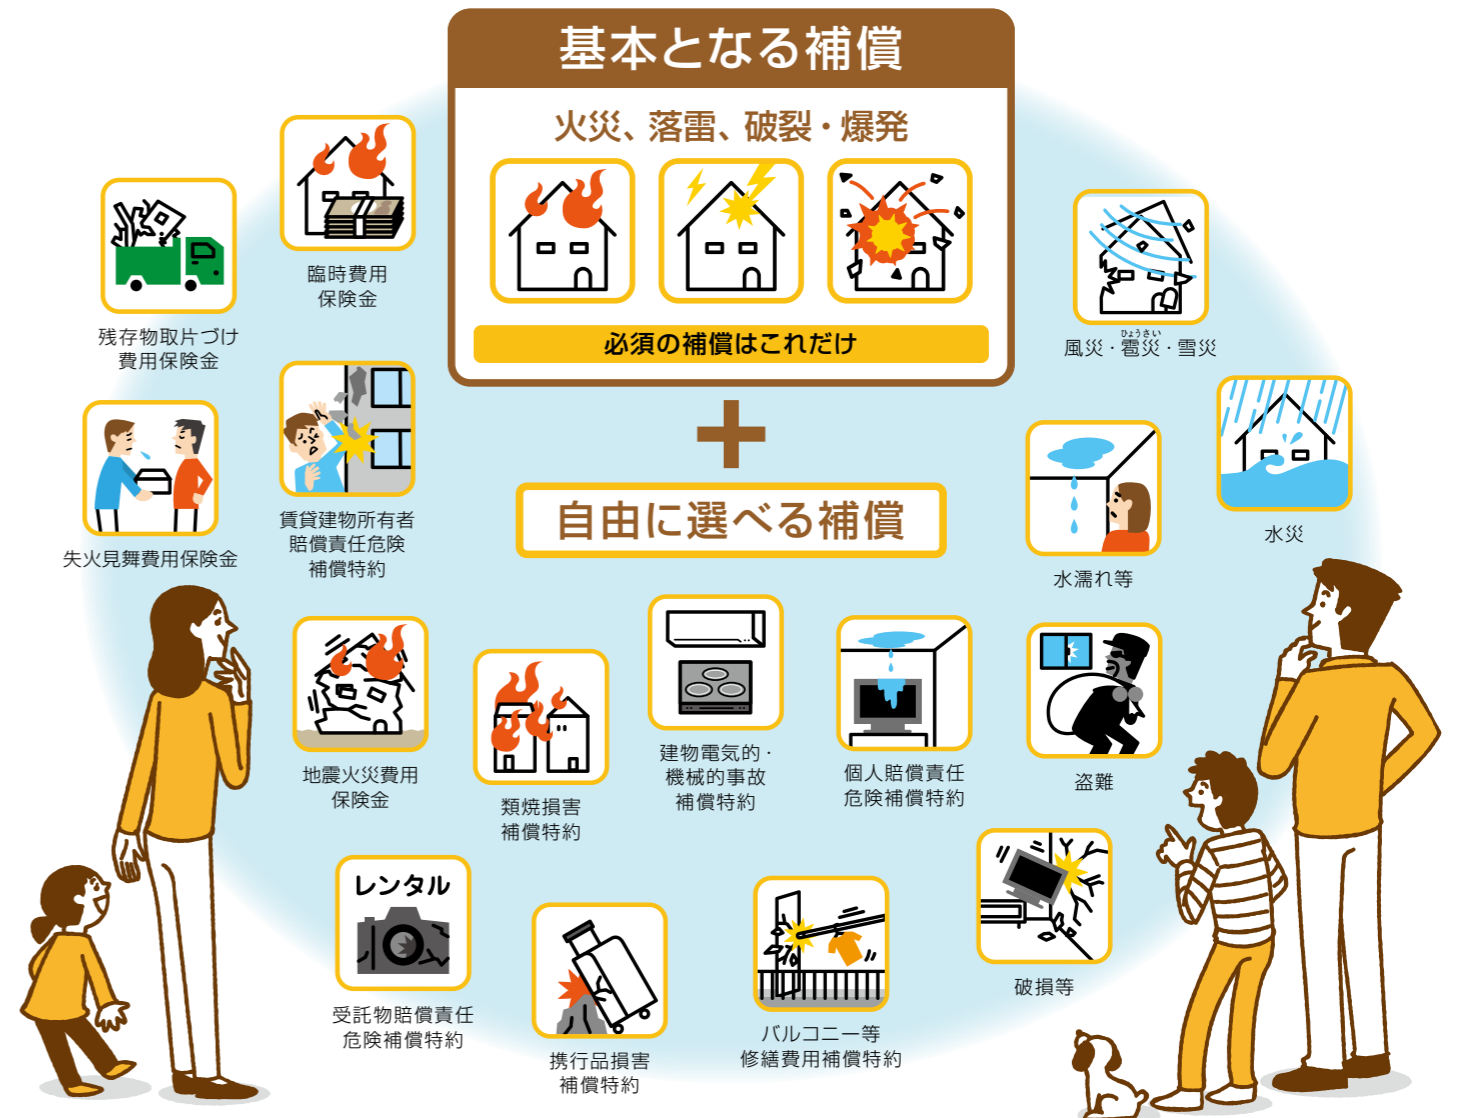 基本となる補償
火災、落雷、破裂・爆発
必須の補償はこれだけ
自由に選べる補償
臨時費用
保険金
残存物取片づけ
費用保険金
失火見舞費用保険金
賃貸建物所有者
賠償責任危険
補償特約
地震火災費用
保険金
類焼損害
補償特約
建物電気的・
機械的事故
補償特約
個人賠償責任
危険補償特約
ひょうさい
風災・雹災・雪災
水災
水濡れ等
盗難
破損等
レンタル
受託物賠償責任
危険補償特約
携行品損害
補償特約
バルコニー等
修繕費用補償特約